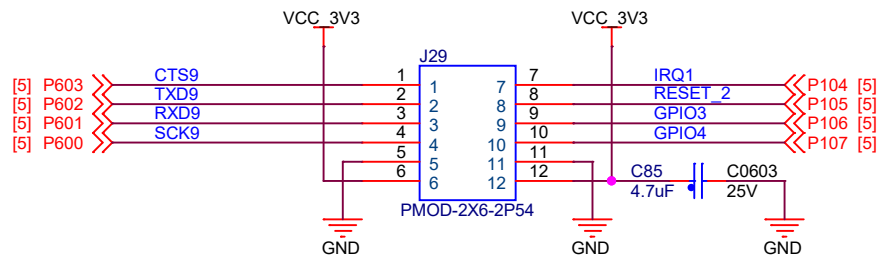 VCC_3V3 VCC_3V3
J29
[5] P603 CTS9 1 1 7 7 IRQ1 P104 [5]
[5] P602 TXD9 2 2 8 8 RESET_2 P105 [5]
[5] P601 RXD9 3 3 9 9 GPIO3 P106 [5]
[5] P600 SCK9 4 4 10 10 GPIO4 P107 [5]
5 5 11 11
6 6 12 12 C85 C0603
4.7uF 25V
PMOD-2X6-2P54
GND GND GND